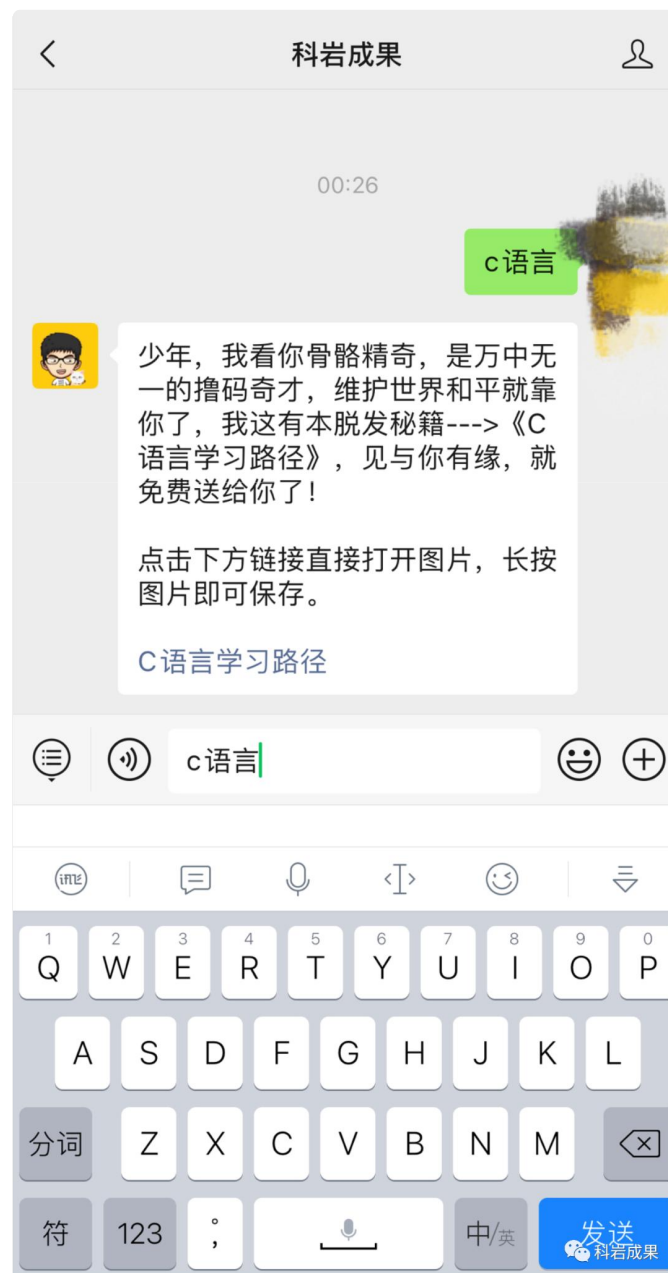 科岩成果
00:26
c语言
少年，我看你骨骼精奇，是万中无
一的撸码奇才，维护世界和平就靠
你了，我这有本脱发秘籍--->《C
语言学习路径》，见与你有缘，就
免费送给你了！
点击下方链接直接打开图片，长按
图片即可保存。
C语言学习路径
c语言
1 2 3 4 5 6 7 8 9 0
Q W E R T Y U I O P
A S D F G H J K L
分词 Z X C V B N M
符 123 °, 中/英 发送
科岩成果